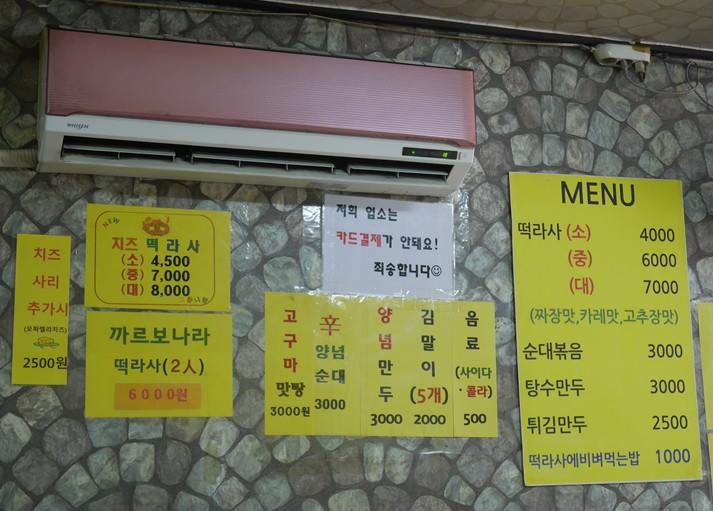 WHISEN
치즈
사리
추가시
(모짜렐라치즈)
2500원
NEW
치즈 떡라사
(소) 4,500
(중) 7,000
(대) 8,000
까르보나라
떡라사(2人)
6000원
저희 업소는
카드결제가 안돼요!
죄송합니다☺
고구마
맛탕
3000원
辛
양념
순대
3000
양념만두
3000
김말이
(5개)
2000
음료
(사이다
·콜라)
500
MENU
떡라사 (소) 4000
(중) 6000
(대) 7000
(짜장맛,카레맛,고추장맛)
순대볶음 3000
탕수만두 3000
튀김만두 2500
떡라사에비벼먹는밥 1000